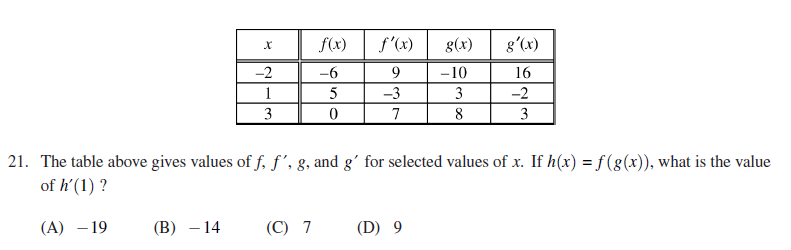 x f(x) f′(x) g(x) g′(x)
−2 −6 9 −10 16
1 5 −3 3 −2
3 0 7 8 3
21. The table above gives values of f, f′, g, and g′ for selected values of x. If h(x) = f(g(x)), what is the value
of h′(1) ?
(A) −19 (B) −14 (C) 7 (D) 9